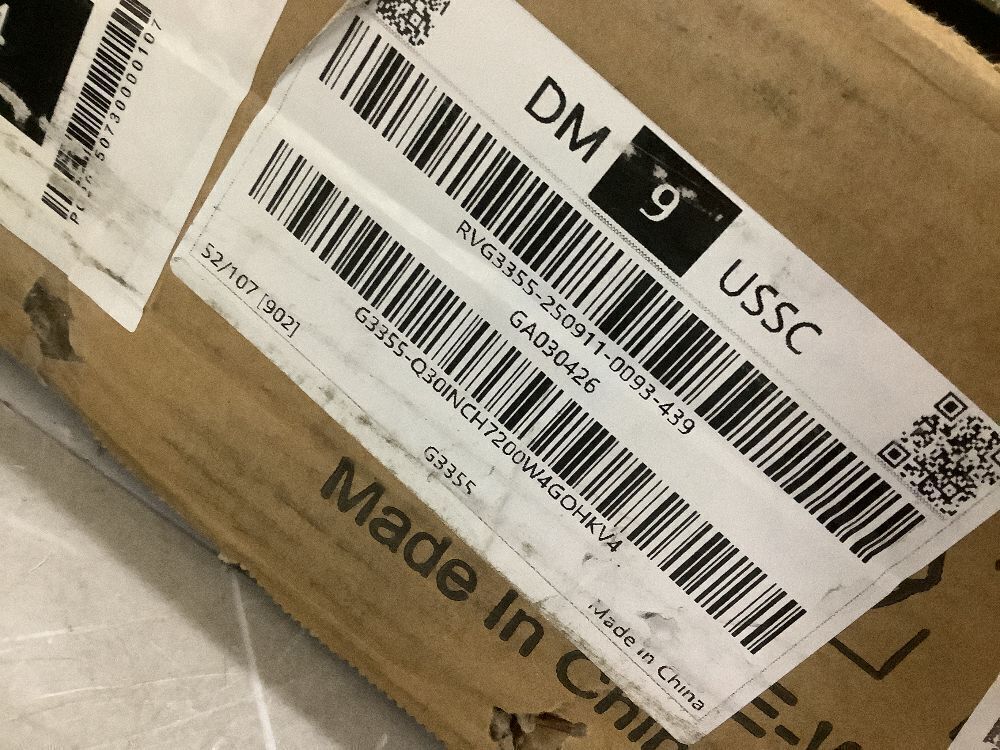 DM 9 USSC
RVG3355-250911-0093-439
GA030426
G3355-Q30INCH7200W4GOHKV4
52/107 [902]
G3355
Made in China
Made In